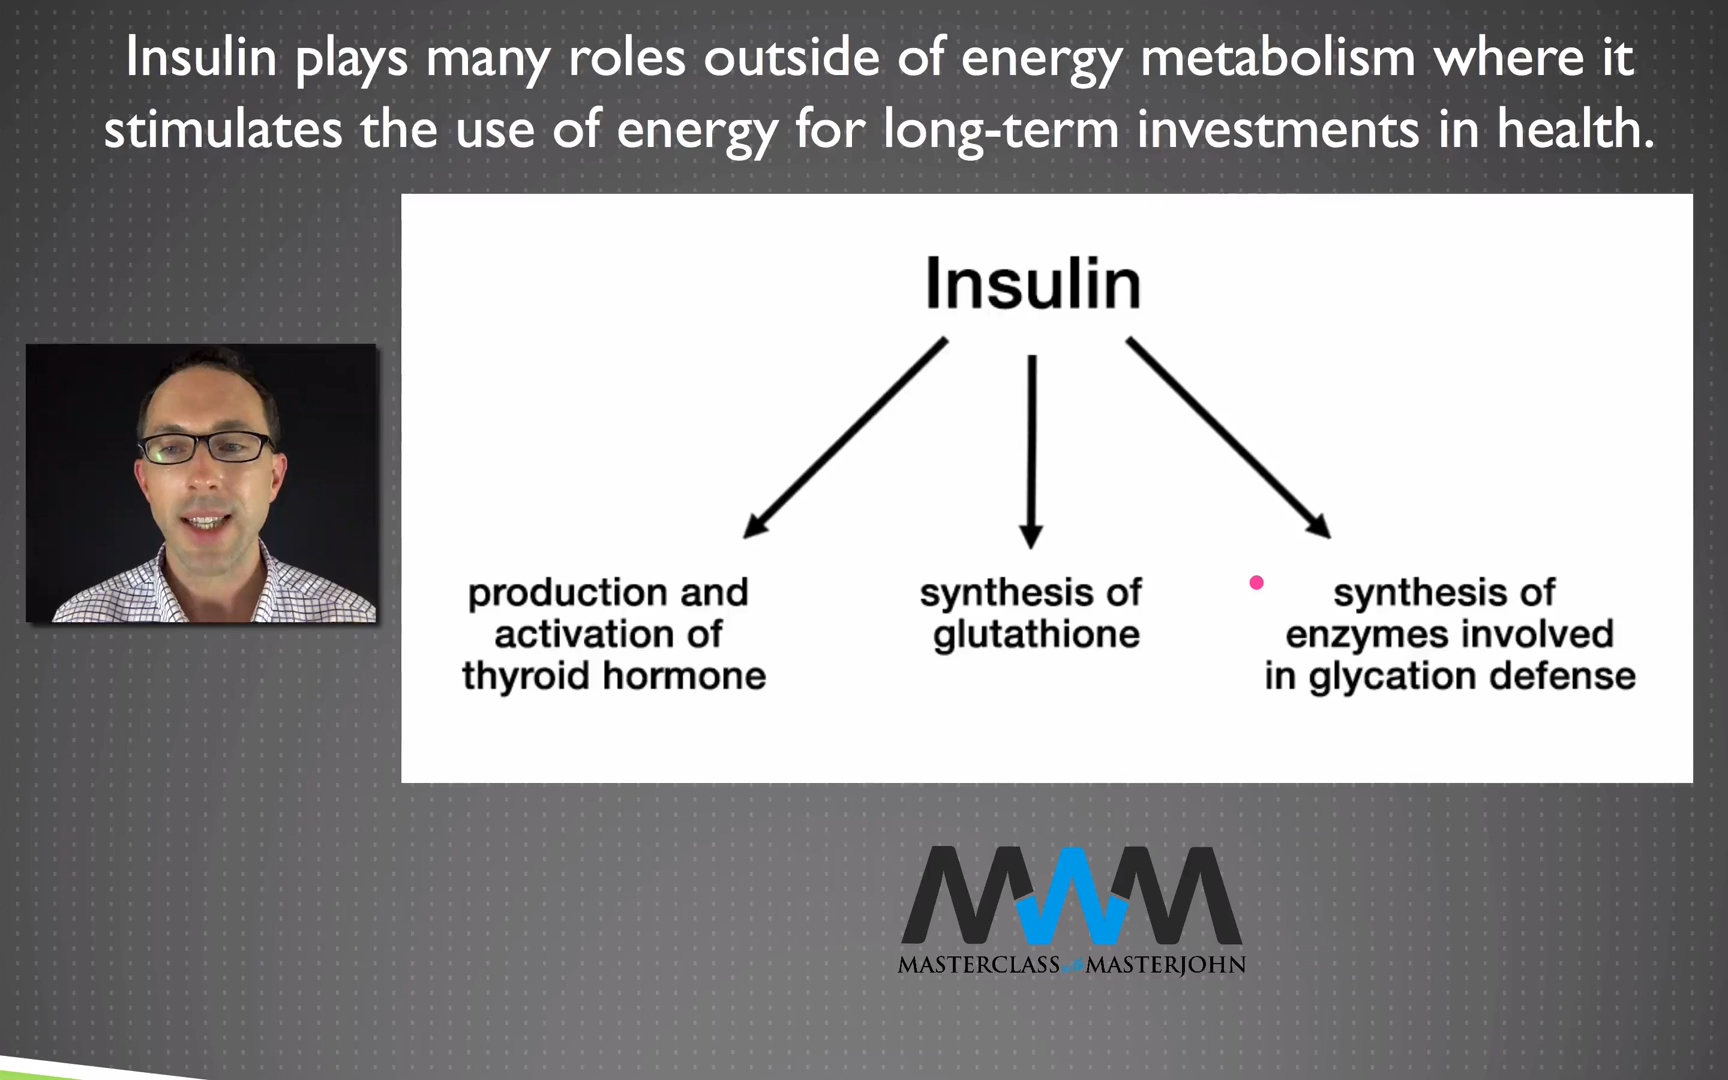 Insulin plays many roles outside of energy metabolism where it
stimulates the use of energy for long-term investments in health.
Insulin
production and
activation of
thyroid hormone
synthesis of
glutathione
synthesis of
enzymes involved
in glycation defense
MWM
MASTERCLASS with MASTERJOHN